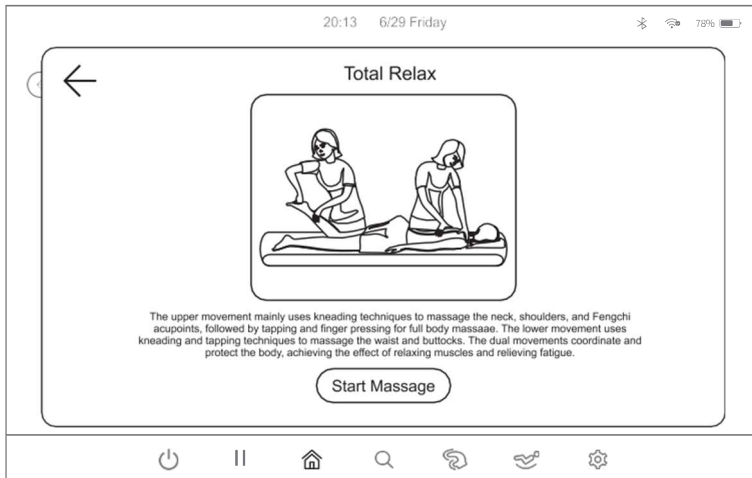 20:13 6/29 Friday 78%
Total Relax
The upper movement mainly uses kneading techniques to massage the neck, shoulders, and Fengchi
acupoints, followed by tapping and finger pressing for full body massaae. The lower movement uses
kneading and tapping techniques to massage the waist and buttocks. The dual movements coordinate and
protect the body, achieving the effect of relaxing muscles and relieving fatigue.
Start Massage